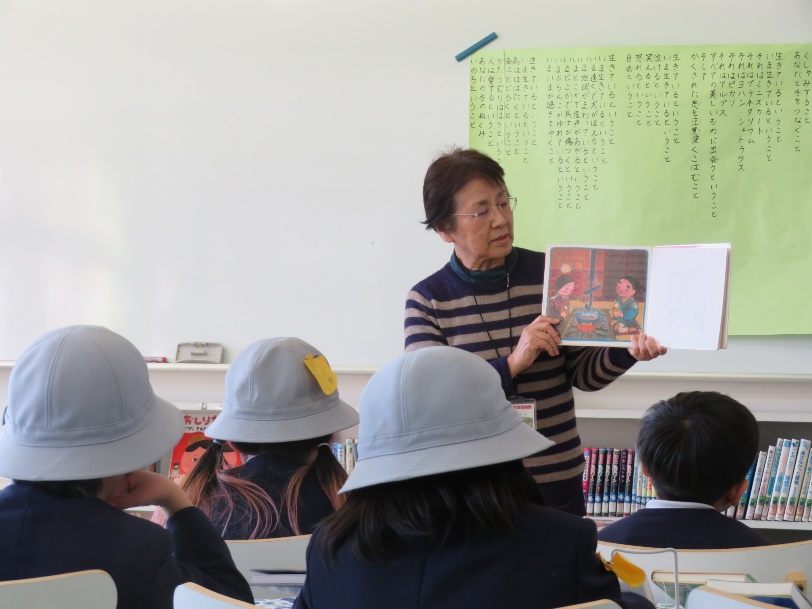 くしゃみすること
あなたと手をつなぐこと
生きているということ
いま生きているということ
それはミニスカート
それはプラネタリウム
それはヨハン シュトラウス
それはピカソ
それはアルプス
すべての美しいものに出会うということ
そして
かくされた悪を注意深くこばむこと
生きているということ
いま生きているということ
泣けるということ
笑えるということ
怒れるということ
自由ということ
生きているということ
いま生きているということ
いま遠くで犬がほえるということ
いま地球がまわっているということ
いまどこかで産声があがるということ
いまどこかで兵士が傷つくということ
いまぶらんこがゆれているということ
いまいまが過ぎてゆくこと
生きているということ
いま生きているということ
鳥ははばたくということ
海はとどろくということ
かたつむりははうということ
人は愛するということ
あなたの手のぬくみ
いのちということ
おしり